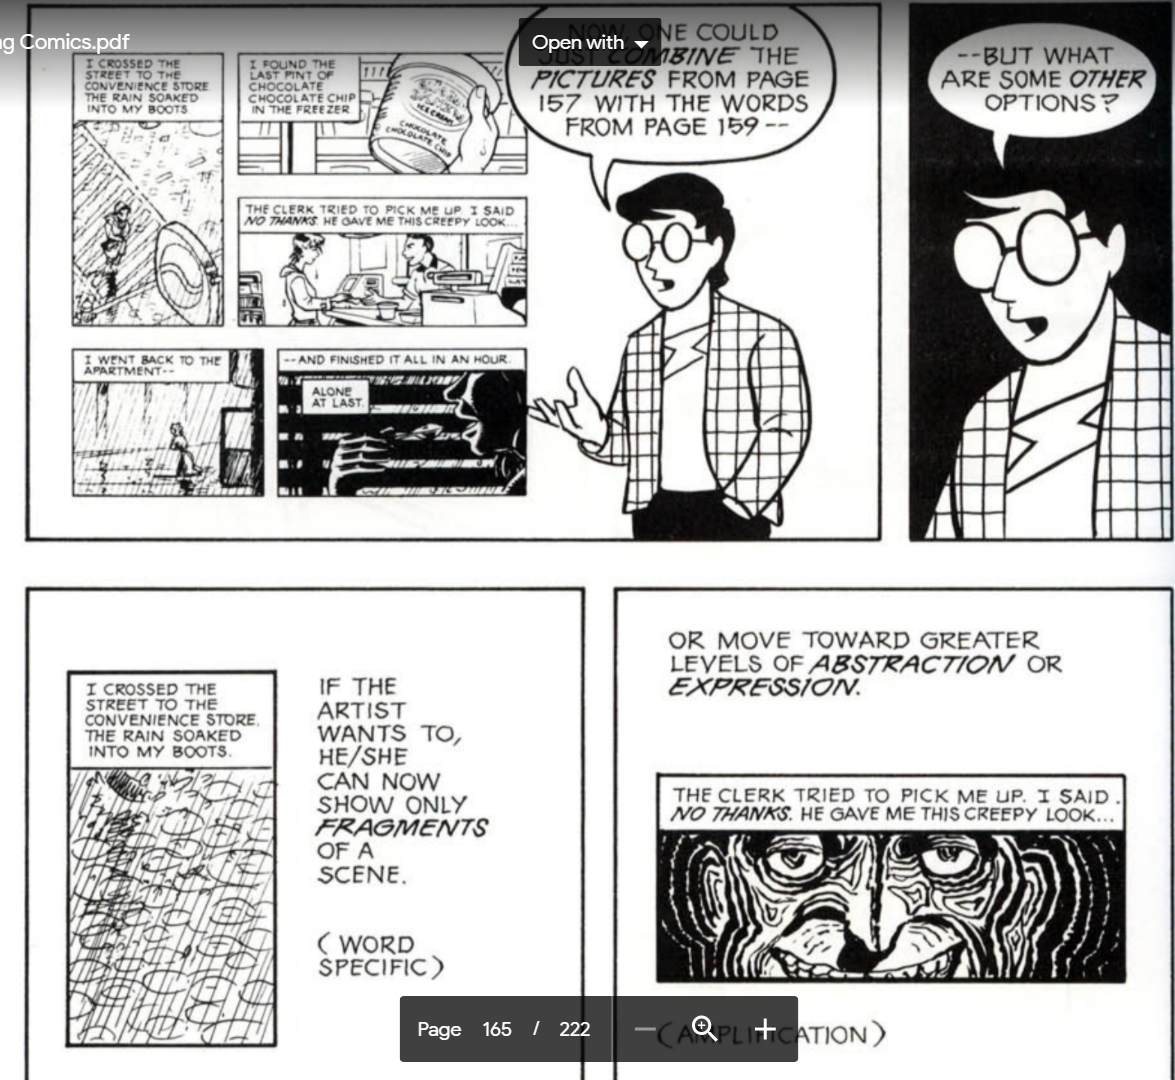 ng Comics.pdf
Open with
I CROSSED THE
STREET TO THE
CONVENIENCE STORE.
THE RAIN SOAKED
INTO MY BOOTS.
I FOUND THE
LAST PINT OF
CHOCOLATE
CHOCOLATE CHIP
IN THE FREEZER.
ICE CREAM
CHOCOLATE
CHOCOLATE CHIP
THE CLERK TRIED TO PICK ME UP. I SAID
NO THANKS. HE GAVE ME THIS CREEPY LOOK...
I WENT BACK TO THE
APARTMENT--
--AND FINISHED IT ALL IN AN HOUR.
ALONE
AT LAST.
NOW, ONE COULD
JUST COMBINE THE
PICTURES FROM PAGE
157 WITH THE WORDS
FROM PAGE 159 --
--BUT WHAT
ARE SOME OTHER
OPTIONS?
I CROSSED THE
STREET TO THE
CONVENIENCE STORE.
THE RAIN SOAKED
INTO MY BOOTS.
IF THE
ARTIST
WANTS TO,
HE/SHE
CAN NOW
SHOW ONLY
FRAGMENTS
OF A
SCENE.
(WORD
SPECIFIC)
OR MOVE TOWARD GREATER
LEVELS OF ABSTRACTION OR
EXPRESSION.
THE CLERK TRIED TO PICK ME UP. I SAID
NO THANKS. HE GAVE ME THIS CREEPY LOOK...
(AMPLIFICATION)
Page 165 / 222